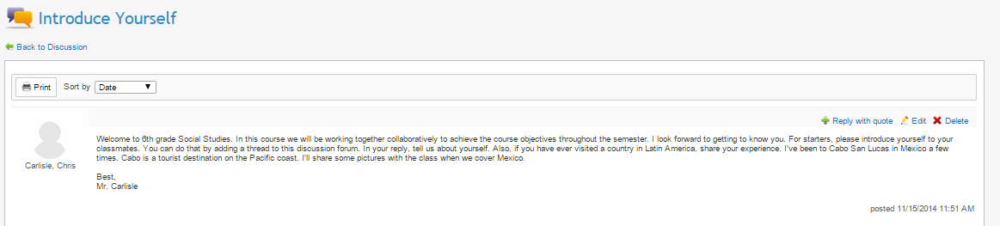 Introduce Yourself
Back to Discussion
Print Sort by Date
Reply with quote Edit Delete
Welcome to 6th grade Social Studies. In this course we will be working together collaboratively to achieve the course objectives throughout the semester. I look forward to getting to know you. For starters, please introduce yourself to your
classmates. You can do that by adding a thread to this discussion forum. In your reply, tell us about yourself. Also, if you have ever visited a country in Latin America, share your experience. I've been to Cabo San Lucas in Mexico a few
times. Cabo is a tourist destination on the Pacific coast. I'll share some pictures with the class when we cover Mexico.
Carlisle, Chris
Best,
Mr. Carlisle
posted 11/15/2014 11:51 AM